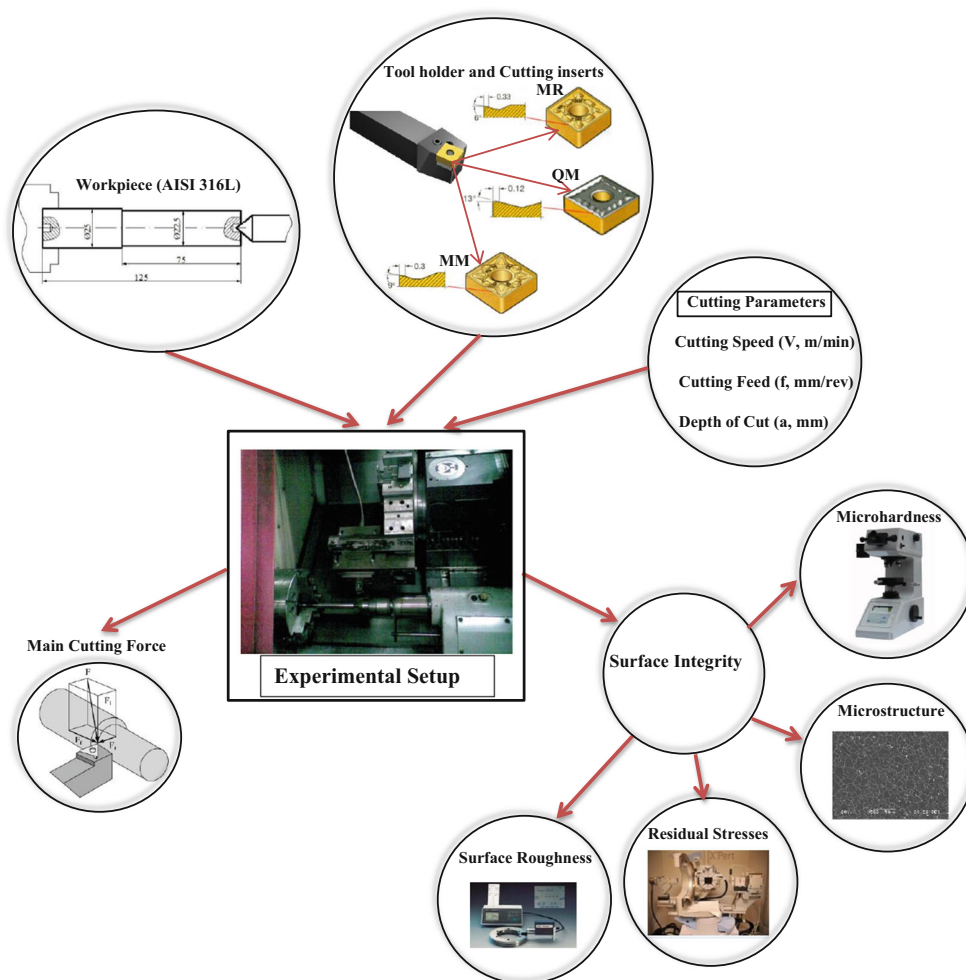 Tool holder and Cutting inserts
MR
0.33
6°
QM
0.12
13°
MM
0.3
9°
Workpiece (AISI 316L)
Ø25
Ø22.5
75
125
Cutting Parameters
Cutting Speed (V, m/min)
Cutting Feed (f, mm/rev)
Depth of Cut (a, mm)
Experimental Setup
Main Cutting Force
F
Surface Integrity
Microhardness
Microstructure
Surface Roughness
Residual Stresses